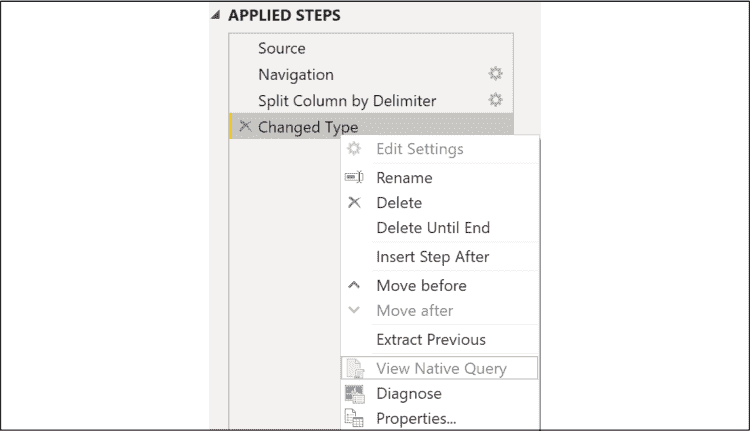 APPLIED STEPS
Source
Navigation
Split Column by Delimiter
Changed Type
Edit Settings
Rename
Delete
Delete Until End
Insert Step After
Move before
Move after
Extract Previous
View Native Query
Diagnose
Properties...